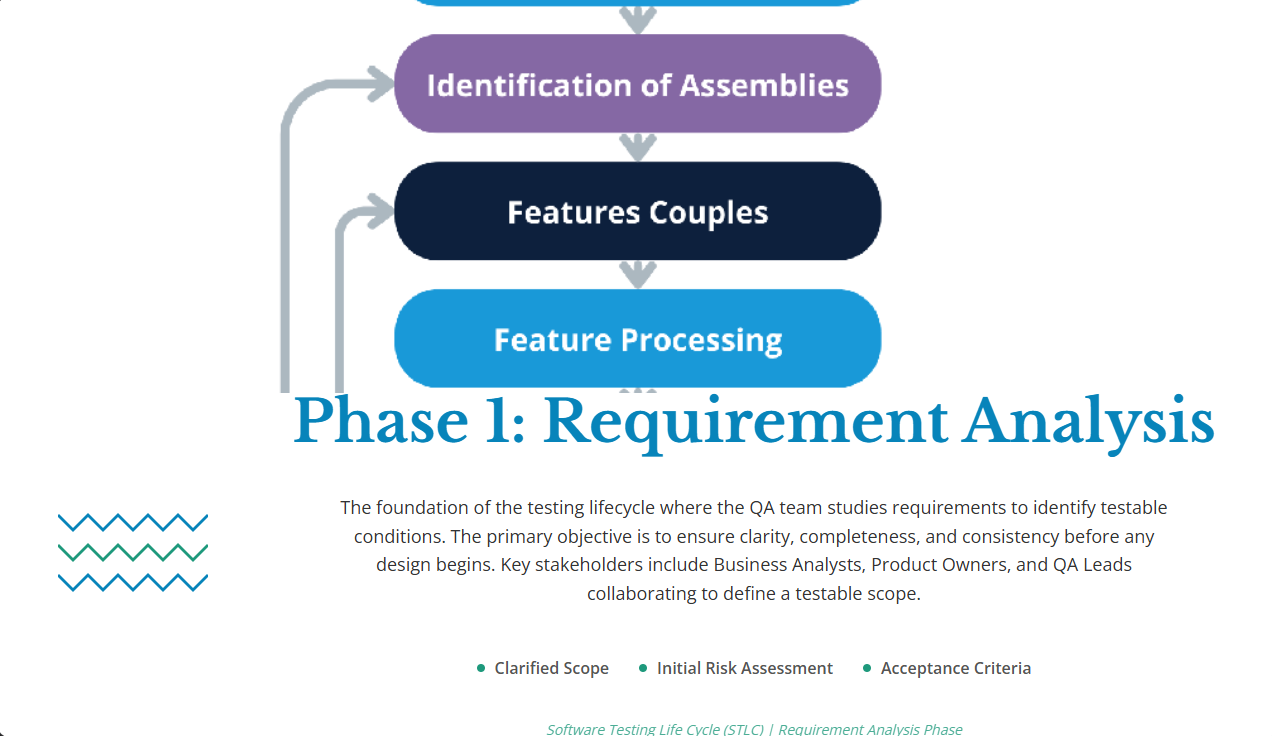 Identification of Assemblies
Features Couples
Feature Processing
Phase 1: Requirement Analysis
The foundation of the testing lifecycle where the QA team studies requirements to identify testable
conditions. The primary objective is to ensure clarity, completeness, and consistency before any
design begins. Key stakeholders include Business Analysts, Product Owners, and QA Leads
collaborating to define a testable scope.
Clarified Scope
Initial Risk Assessment
Acceptance Criteria
Software Testing Life Cycle (STLC) | Requirement Analysis Phase